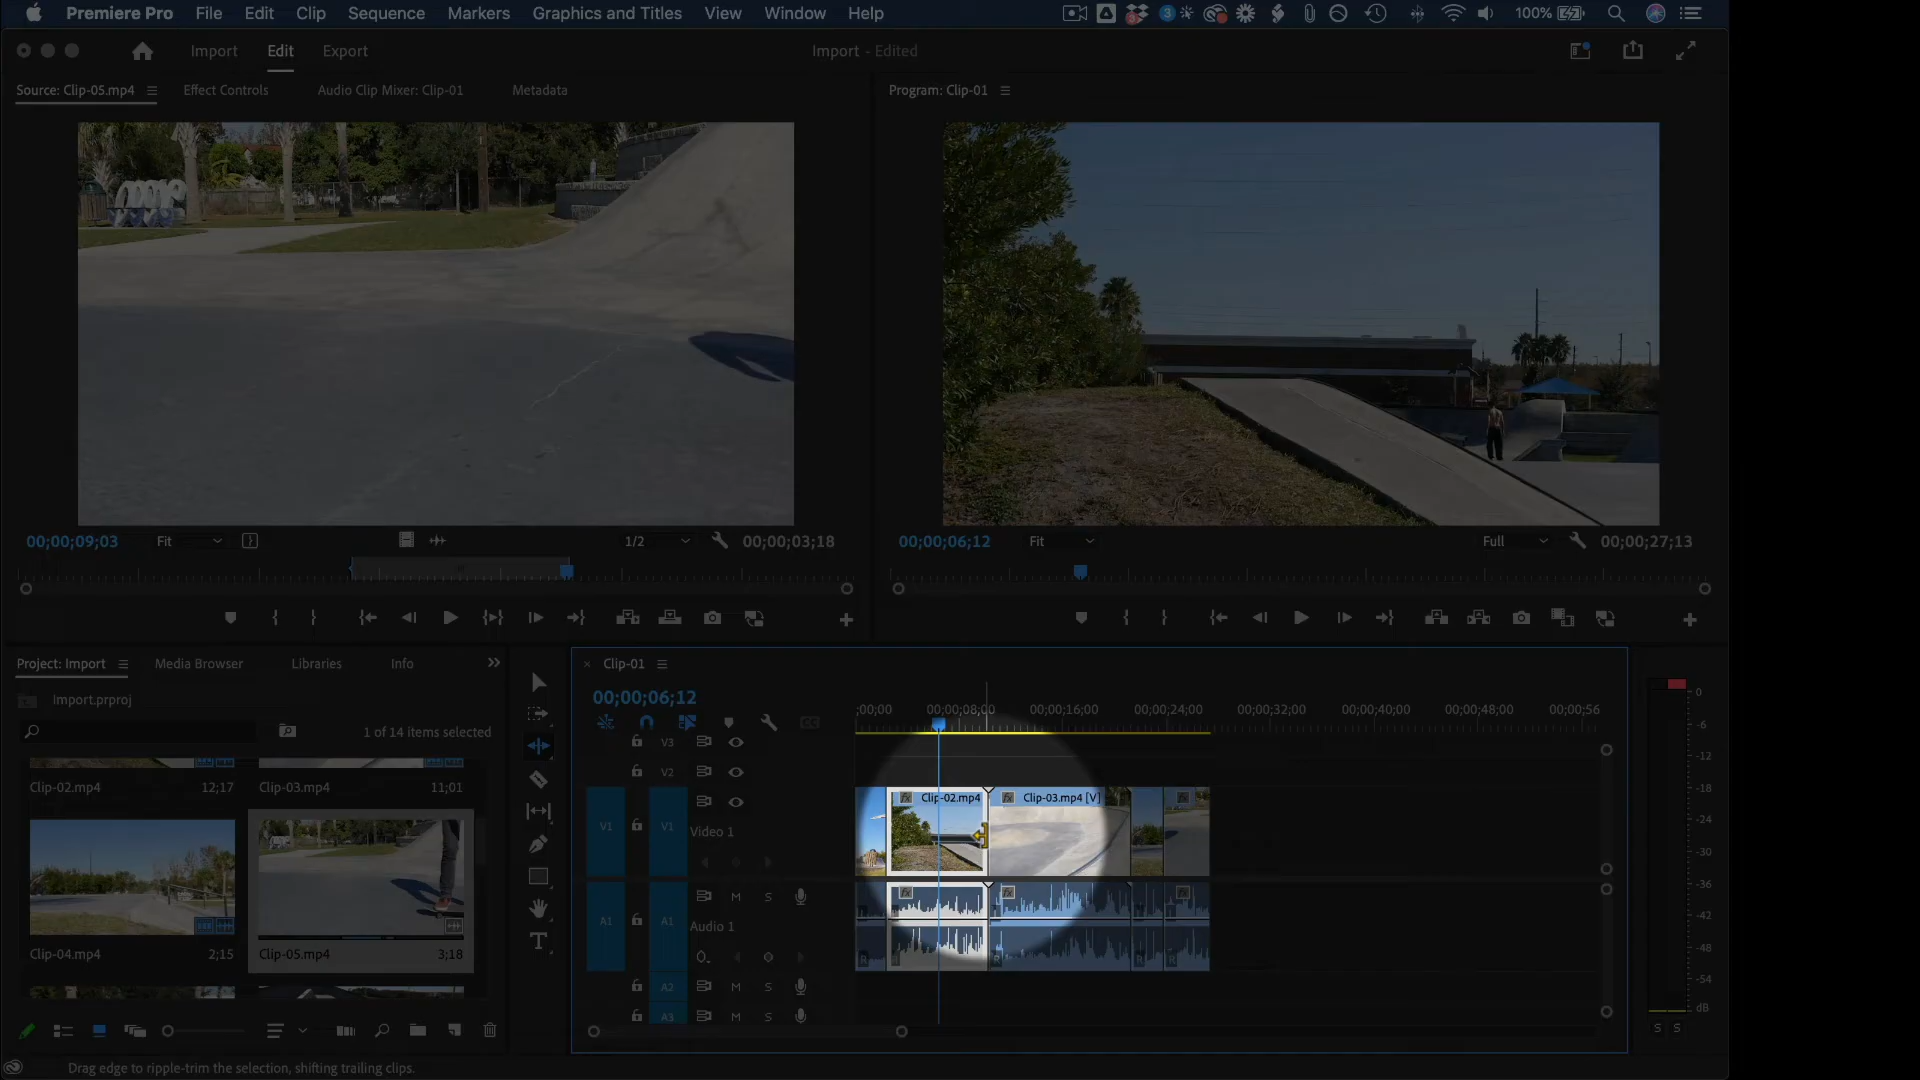 Premiere Pro File Edit Clip Sequence Markers Graphics and Titles View Window Help 3 3 100%
Import Edit Export Import - Edited
Source: Clip-05.mp4 Effect Controls Audio Clip Mixer: Clip-01 Metadata Program: Clip-01
00;00;09;03 Fit 1/2 00;00;03;18 00;00;06;12 Fit Full 00;00;27;13
Project: Import Media Browser Libraries Info Clip-01
Import.prproj 00;00;06;12
1 of 14 items selected ;00;00 00;00;08;00 00;00;16;00 00;00;24;00 00;00;32;00 00;00;40;00 00;00;48;00 00;00;56
V3
V2
Clip-02.mp4 12;17 Clip-03.mp4 11;01
fx Clip-02.mp4 fx Clip-03.mp4 [V] fx
V1 V1 Video 1
fx fx fx
A1 A1 M S
Audio 1
Clip-04.mp4 2;15 Clip-05.mp4 3;18
R R R R
A2 M S
A3 M S
0
-6
-12
-18
-24
-30
-36
-42
-48
-54
dB
S S
T
Drag edge to ripple-trim the selection, shifting trailing clips.